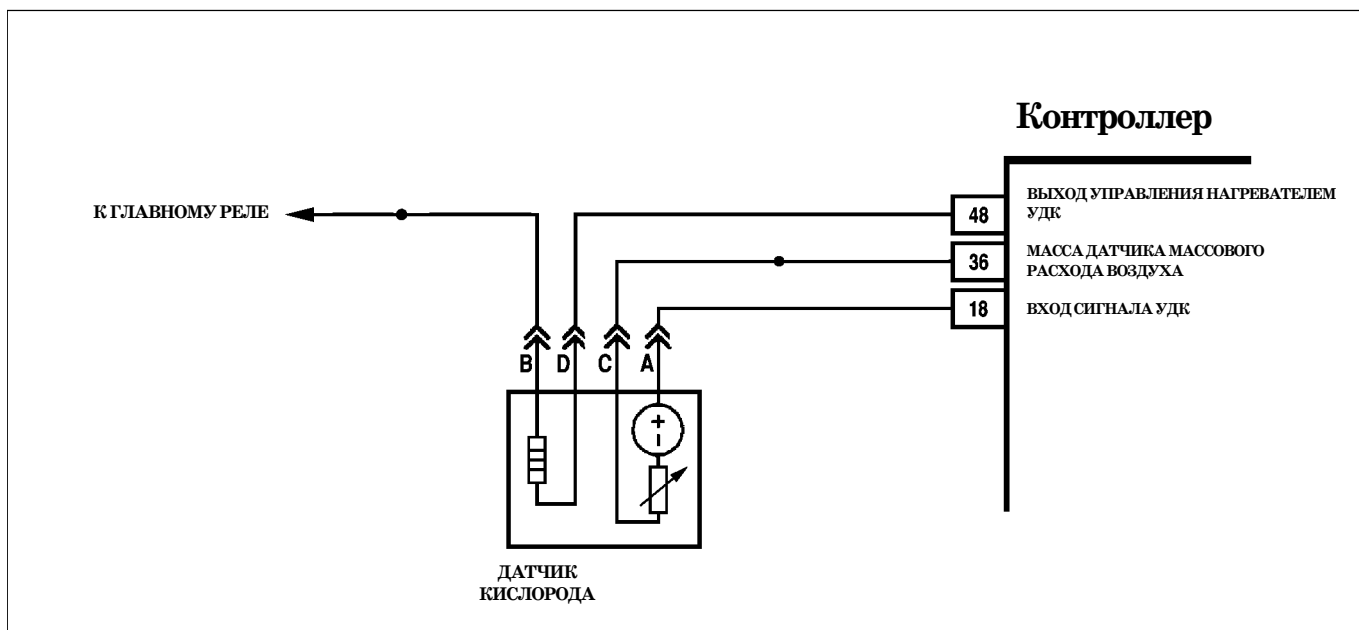 Контроллер
К ГЛАВНОМУ РЕЛЕ
48
ВЫХОД УПРАВЛЕНИЯ НАГРЕВАТЕЛЕМ
УДК
36
МАССА ДАТЧИКА МАССОВОГО
РАСХОДА ВОЗДУХА
18
ВХОД СИГНАЛА УДК
B D C A
ДАТЧИК
КИСЛОРОДА